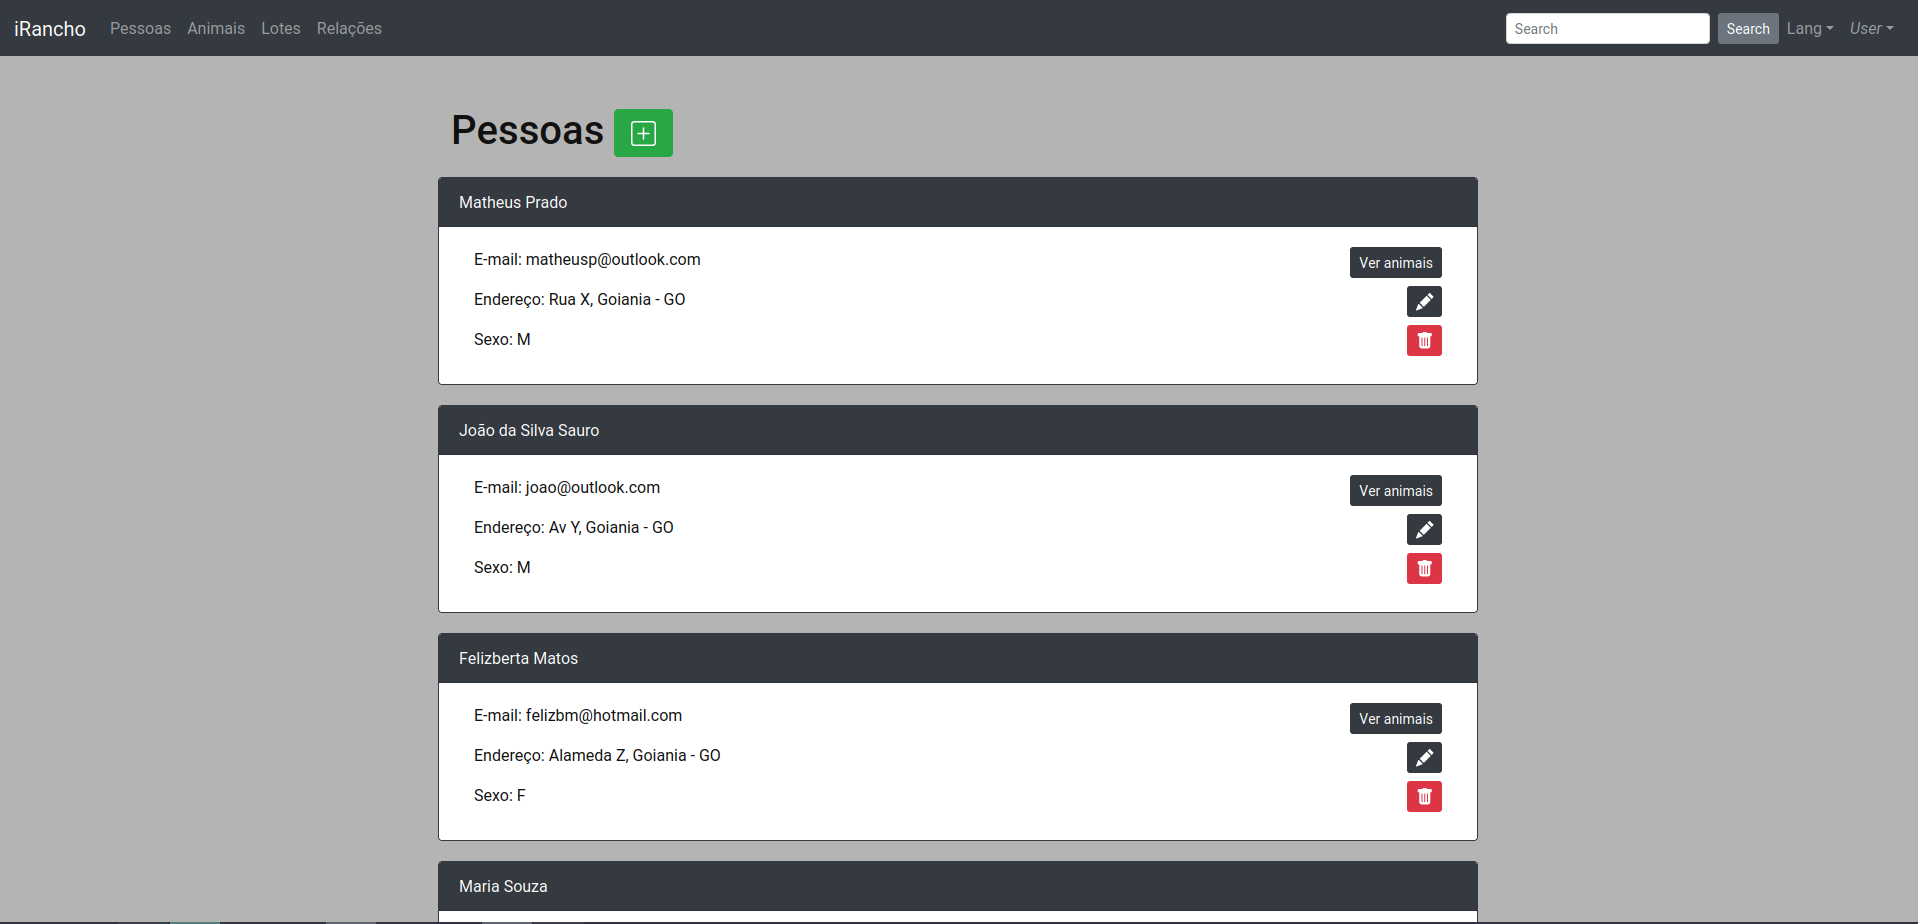 iRancho Pessoas Animais Lotes Relações Search Search Lang User
Pessoas
Matheus Prado
E-mail: matheusp@outlook.com
Ver animais
Endereço: Rua X, Goiania - GO
Sexo: M
João da Silva Sauro
E-mail: joao@outlook.com
Ver animais
Endereço: Av Y, Goiania - GO
Sexo: M
Felizberta Matos
E-mail: felizbm@hotmail.com
Ver animais
Endereço: Alameda Z, Goiania - GO
Sexo: F
Maria Souza